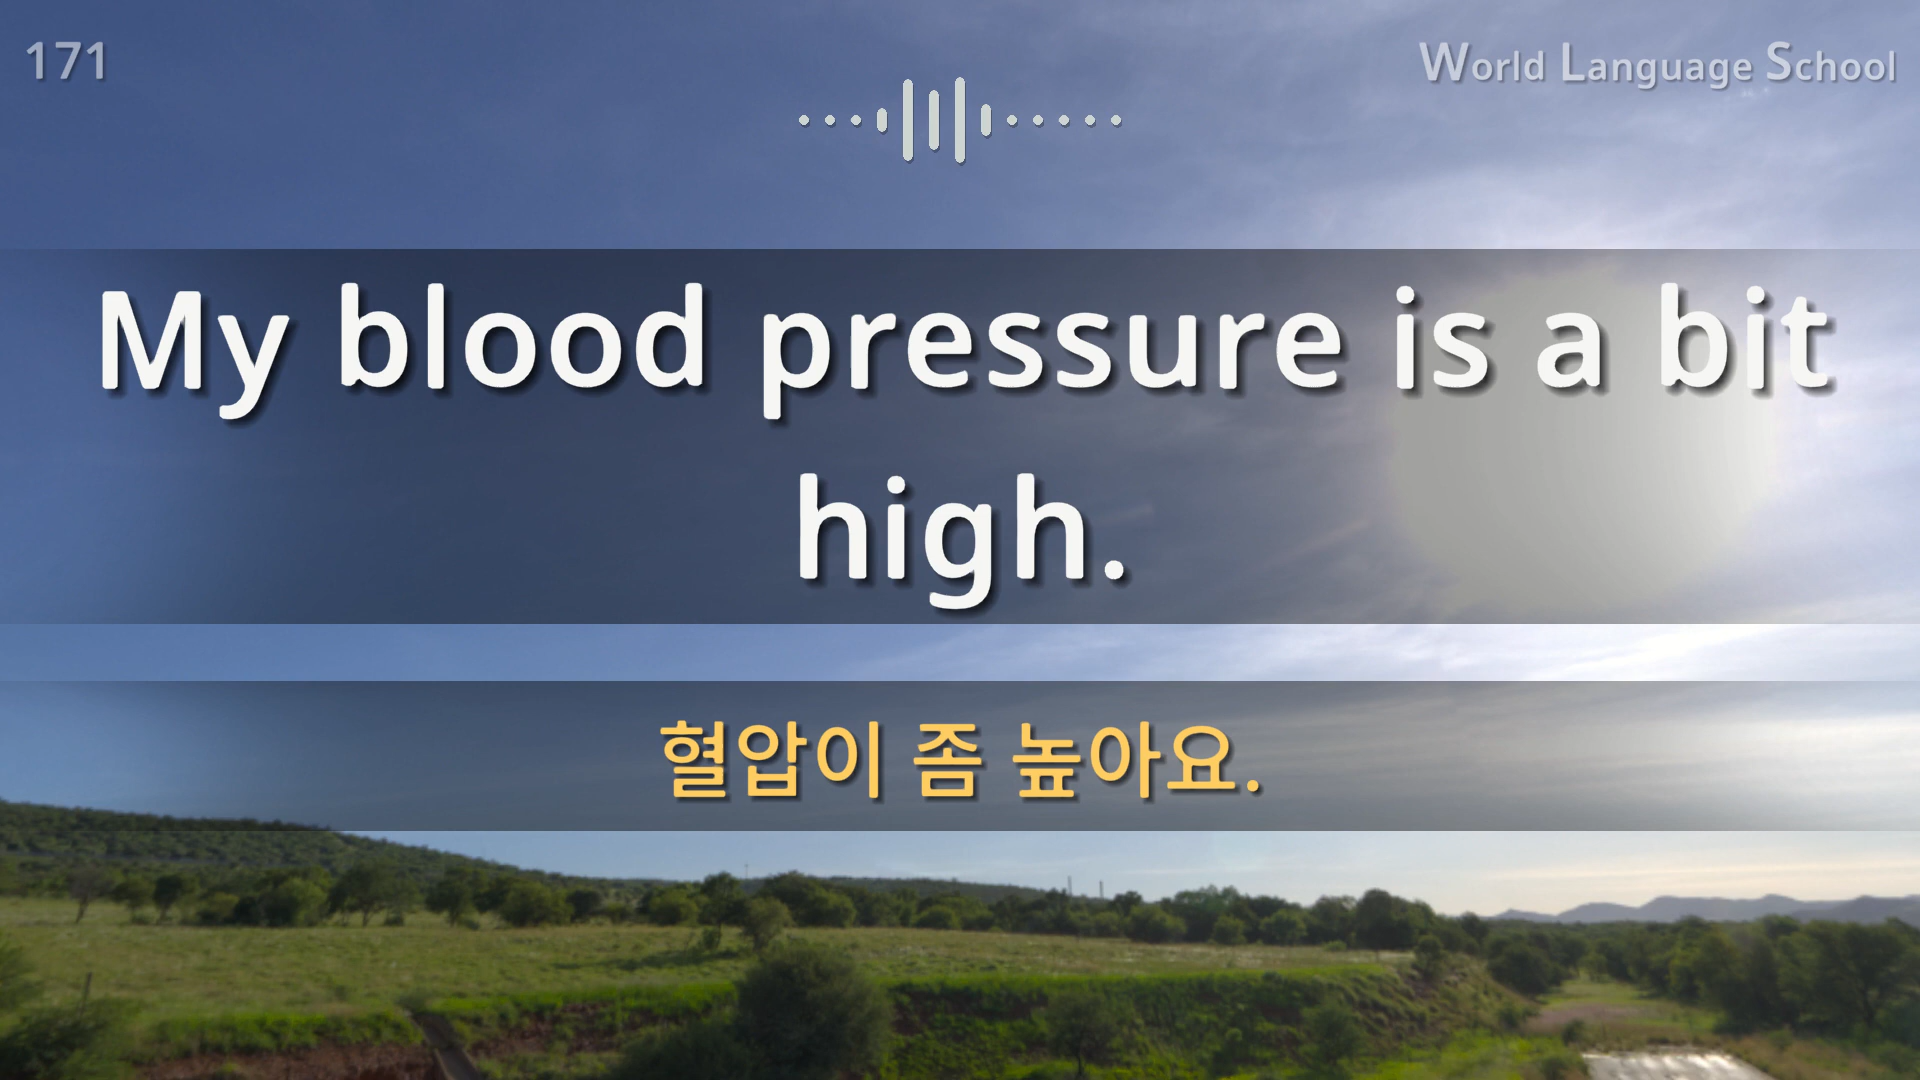 171
World Language School
My blood pressure is a bit
high.
혈압이 좀 높아요.